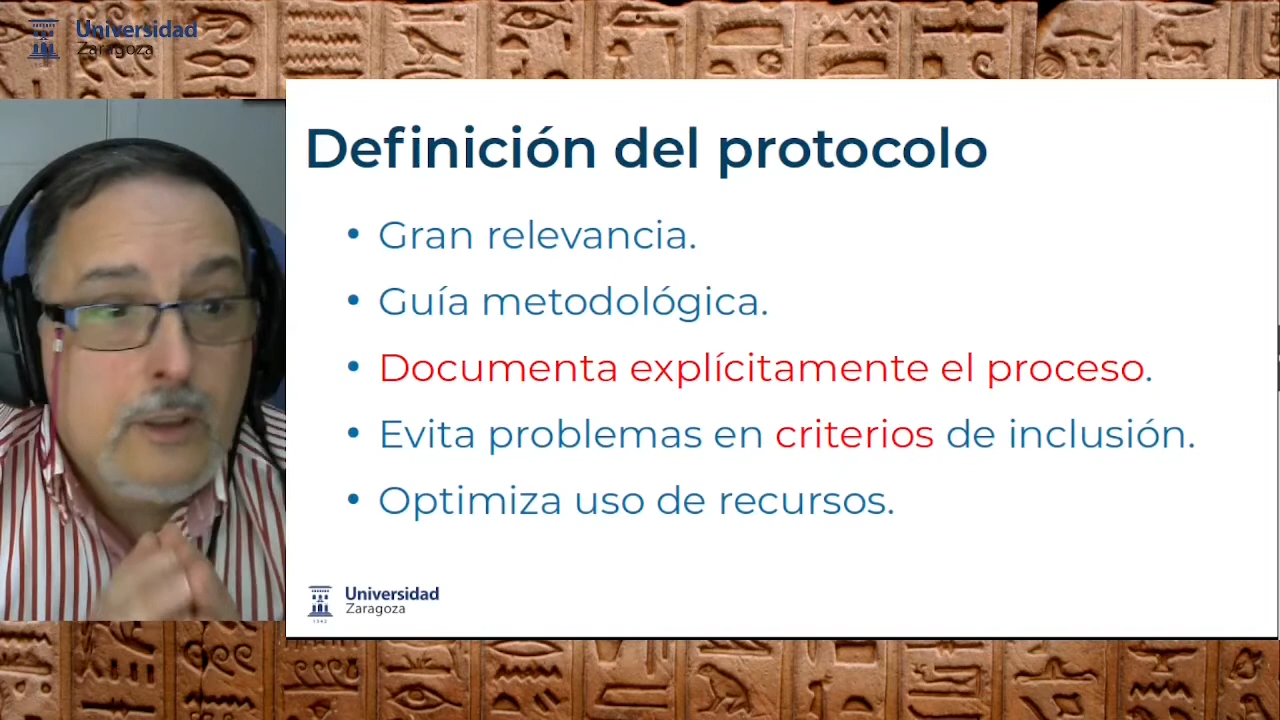 Universidad
Zaragoza
Definición del protocolo
• Gran relevancia.
• Guía metodológica.
• Documenta explícitamente el proceso.
• Evita problemas en criterios de inclusión.
• Optimiza uso de recursos.
Universidad
Zaragoza
1542